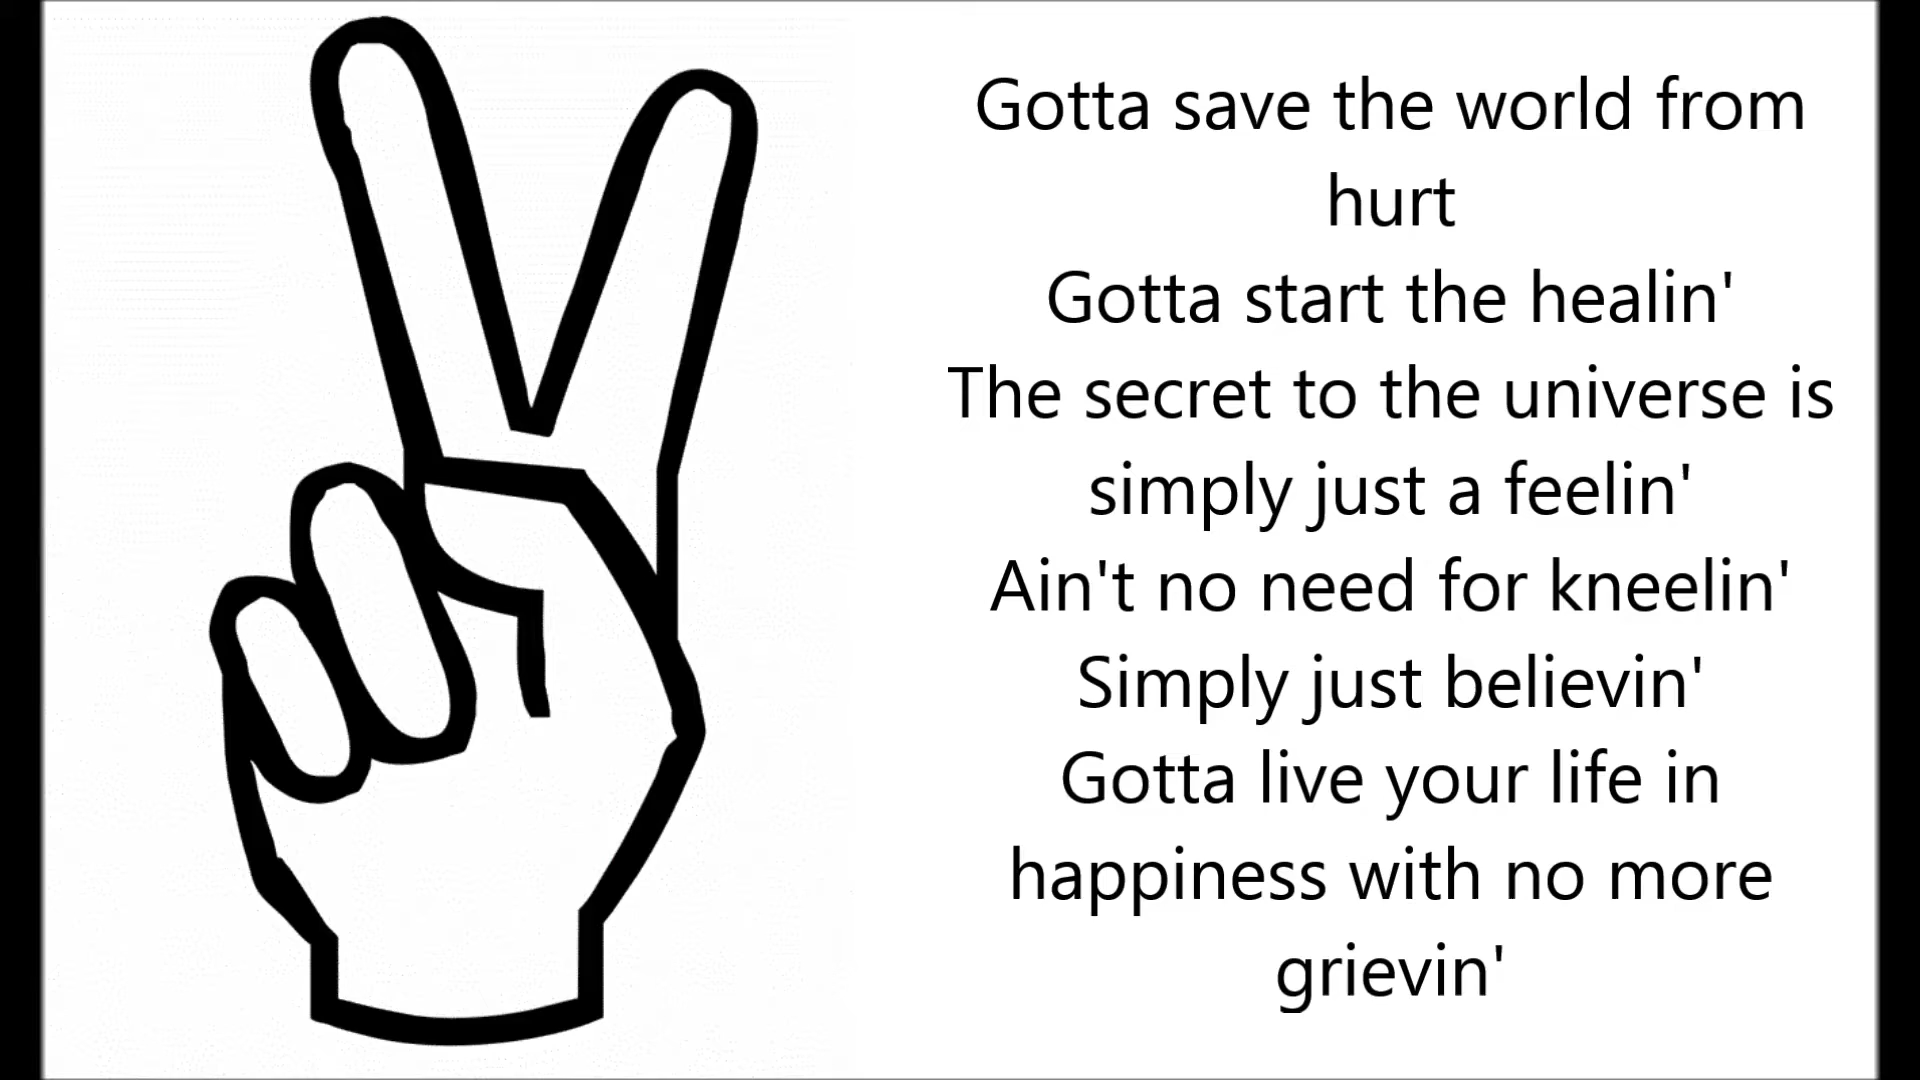 Gotta save the world from
hurt
Gotta start the healin'
The secret to the universe is
simply just a feelin'
Ain't no need for kneelin'
Simply just believin'
Gotta live your life in
happiness with no more
grievin'